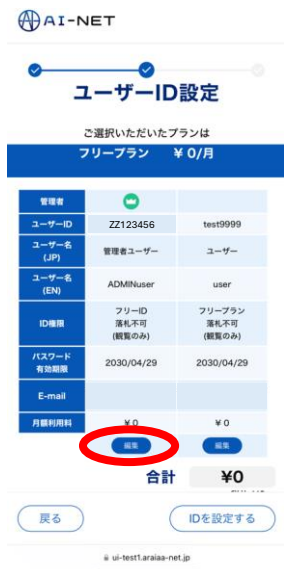 AI-NET
ユーザーID設定
ご選択いただいたプランは
フリープラン ¥ 0/月
管理者
ユーザーID ZZ123456 test9999
ユーザー名
(JP)
管理者ユーザー ユーザー
ユーザー名
(EN)
ADMINuser user
ID権限
フリーID
落札不可
(観覧のみ)
フリープラン
落札不可
(観覧のみ)
パスワード
有効期限
2030/04/29 2030/04/29
E-mail
月額利用料 ¥ 0 ¥ 0
編集 編集
合計 ¥0
戻る IDを設定する
ui-test1.araiaa-net.jp